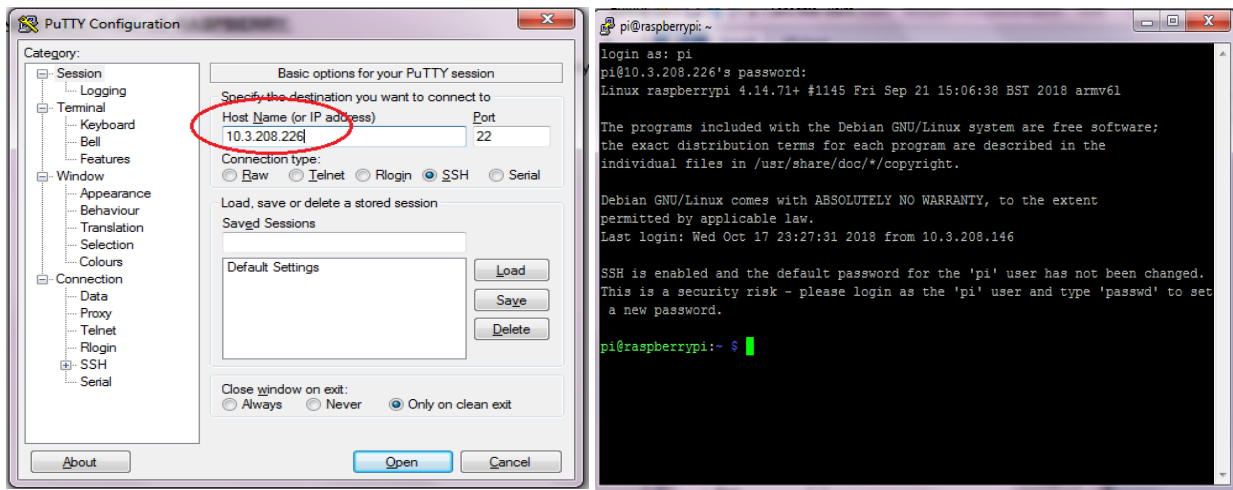 PuTTY Configuration
Category:
Session
Logging
Terminal
Keyboard
Bell
Features
Window
Appearance
Behaviour
Translation
Selection
Colours
Connection
Data
Proxy
Telnet
Rlogin
SSH
Serial
Basic options for your PuTTY session
Specify the destination you want to connect to
Host Name (or IP address) Port
10.3.208.226 22
Connection type:
Raw Telnet Rlogin SSH Serial
Load, save or delete a stored session
Saved Sessions
Default Settings
Load
Save
Delete
Close window on exit:
Always Never Only on clean exit
About Open Cancel
pi@raspberrypi: ~
login as: pi
pi@10.3.208.226's password:
Linux raspberrypi 4.14.71+ #1145 Fri Sep 21 15:06:38 BST 2018 armv6l
The programs included with the Debian GNU/Linux system are free software;
the exact distribution terms for each program are described in the
individual files in /usr/share/doc/*/copyright.
Debian GNU/Linux comes with ABSOLUTELY NO WARRANTY, to the extent
permitted by applicable law.
Last login: Wed Oct 17 23:27:31 2018 from 10.3.208.146
SSH is enabled and the default password for the 'pi' user has not been changed.
This is a security risk - please login as the 'pi' user and type 'passwd' to set
a new password.
pi@raspberrypi:~ $